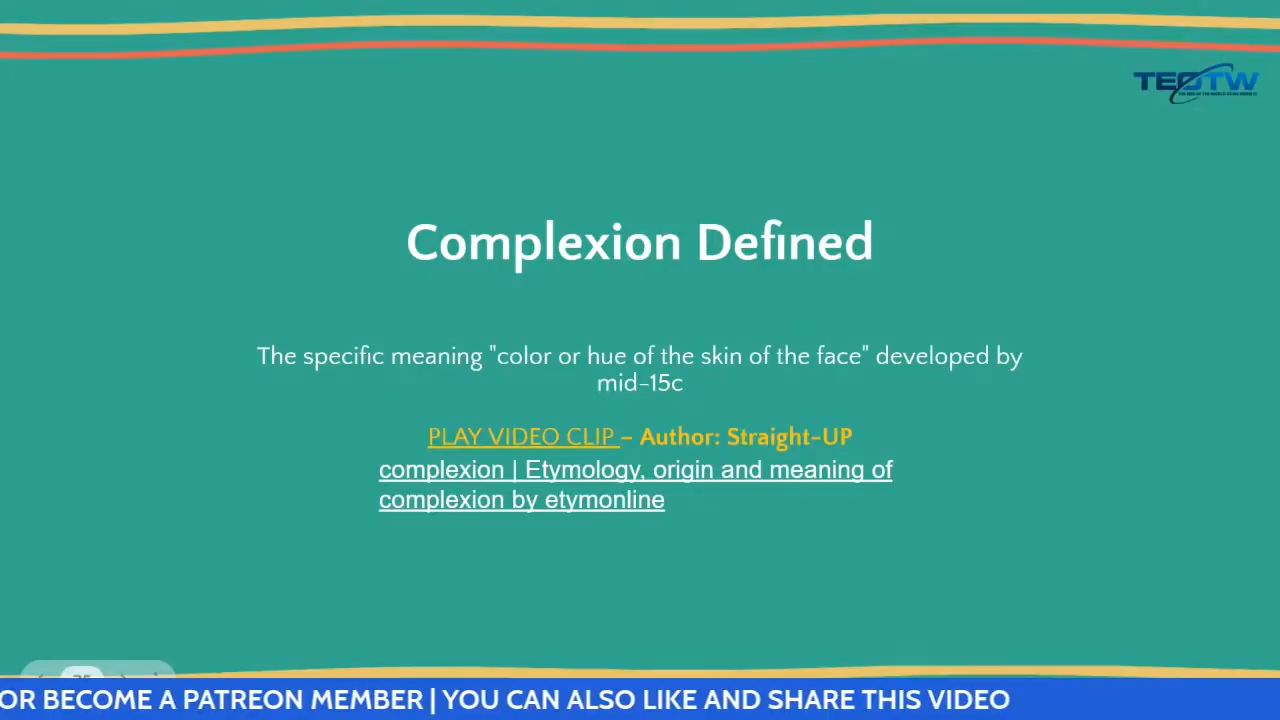 TEOTW
Complexion Defined
The specific meaning "color or hue of the skin of the face" developed by
mid-15c
PLAY VIDEO CLIP – Author: Straight-UP
complexion | Etymology, origin and meaning of
complexion by etymonline
OR BECOME A PATREON MEMBER | YOU CAN ALSO LIKE AND SHARE THIS VIDEO